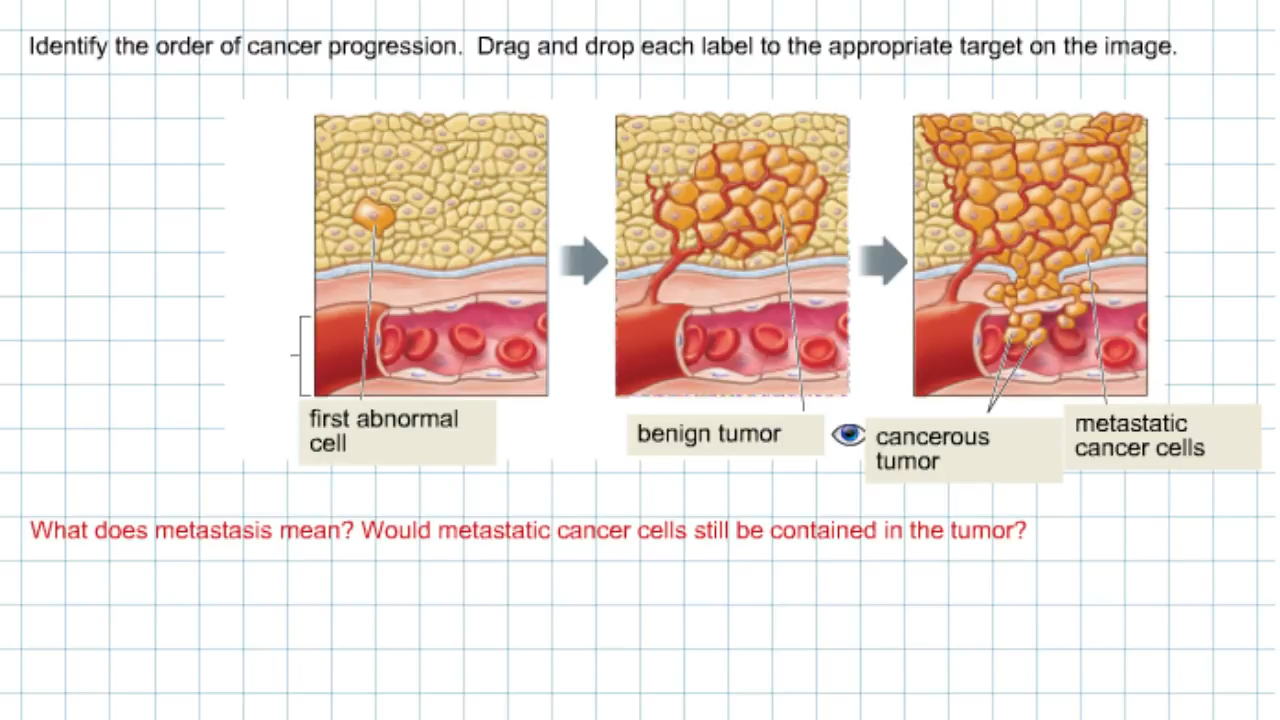 Identify the order of cancer progression.  Drag and drop each label to the appropriate target on the image.
first abnormal
cell
benign tumor
cancerous
tumor
metastatic
cancer cells
What does metastasis mean? Would metastatic cancer cells still be contained in the tumor?